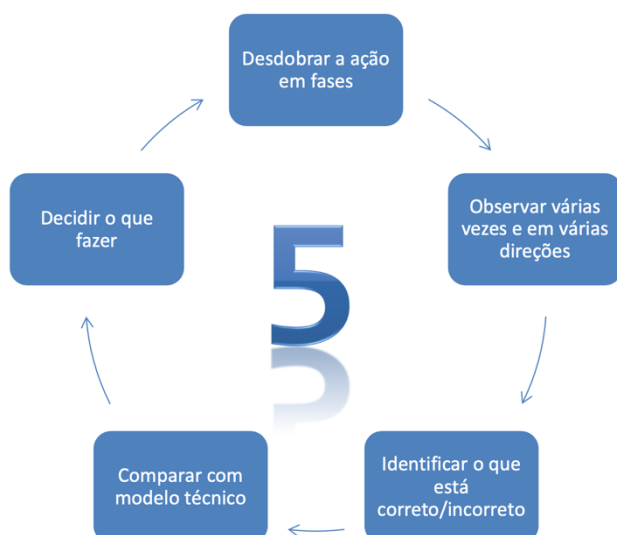 Desdobrar a ação
em fases
Observar várias
vezes e em várias
direções
Identificar o que
está
correto/incorreto
Comparar com
modelo técnico
Decidir o que
fazer
5